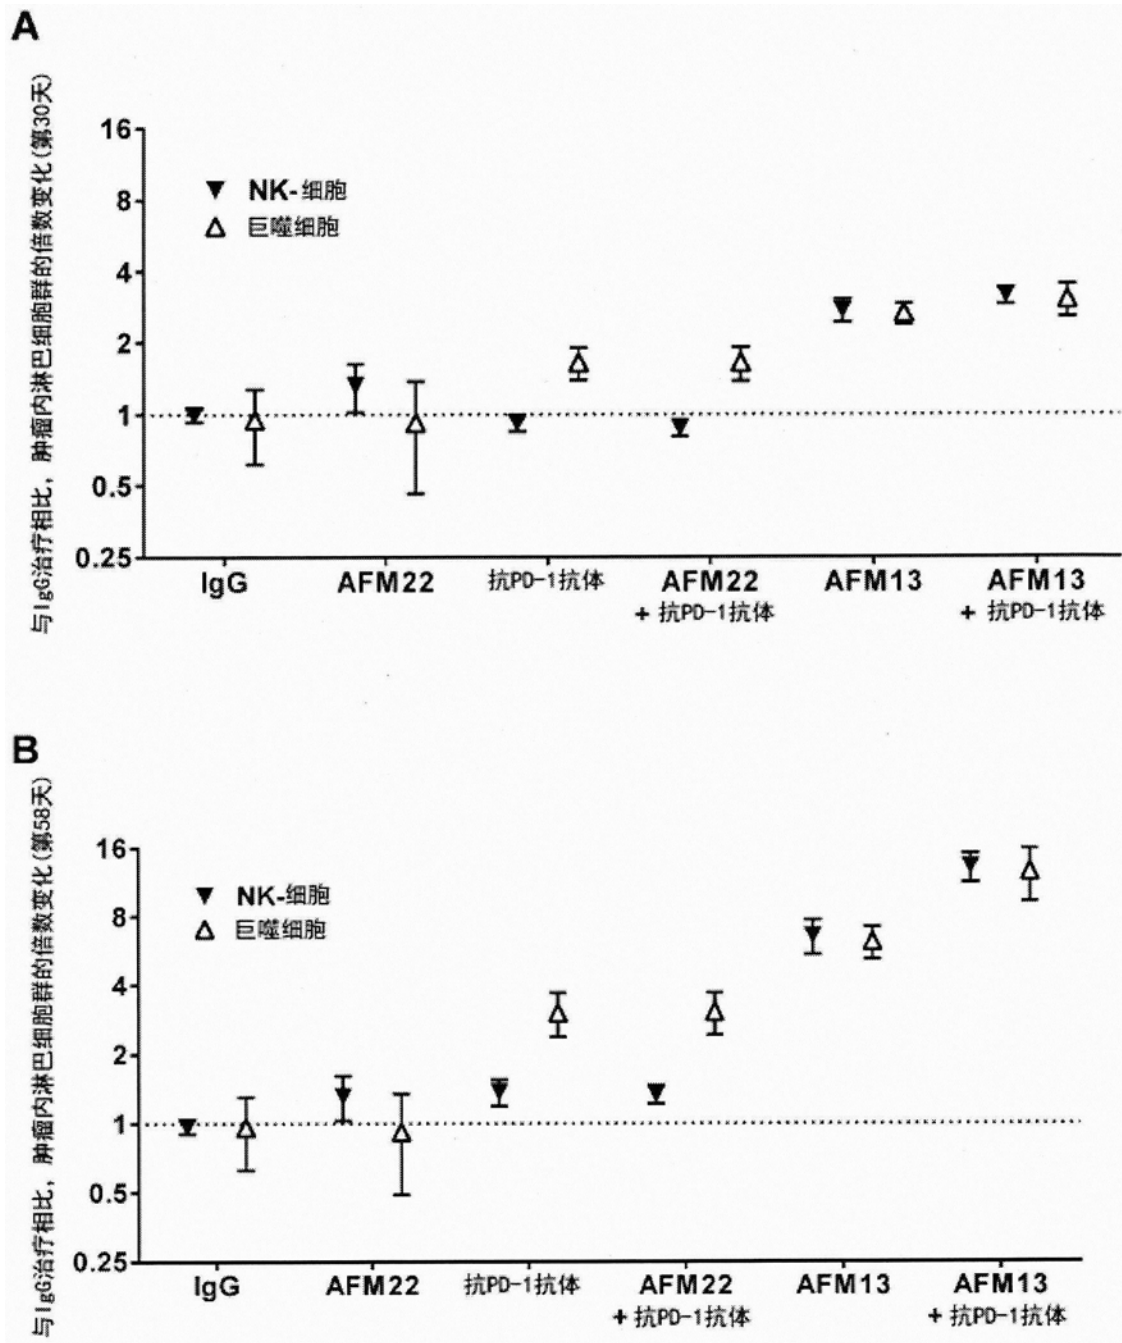 A
与IgG治疗相比，肿瘤内淋巴细胞群的倍数变化(第30天)
16
8
4
2
1
0.5
0.25
NK-细胞
巨噬细胞
IgG
AFM22
抗PD-1抗体
AFM22
+ 抗PD-1抗体
AFM13
AFM13
+ 抗PD-1抗体
B
与IgG治疗相比，肿瘤内淋巴细胞群的倍数变化(第58天)
16
8
4
2
1
0.5
0.25
NK-细胞
巨噬细胞
IgG
AFM22
抗PD-1抗体
AFM22
+ 抗PD-1抗体
AFM13
AFM13
+ 抗PD-1抗体